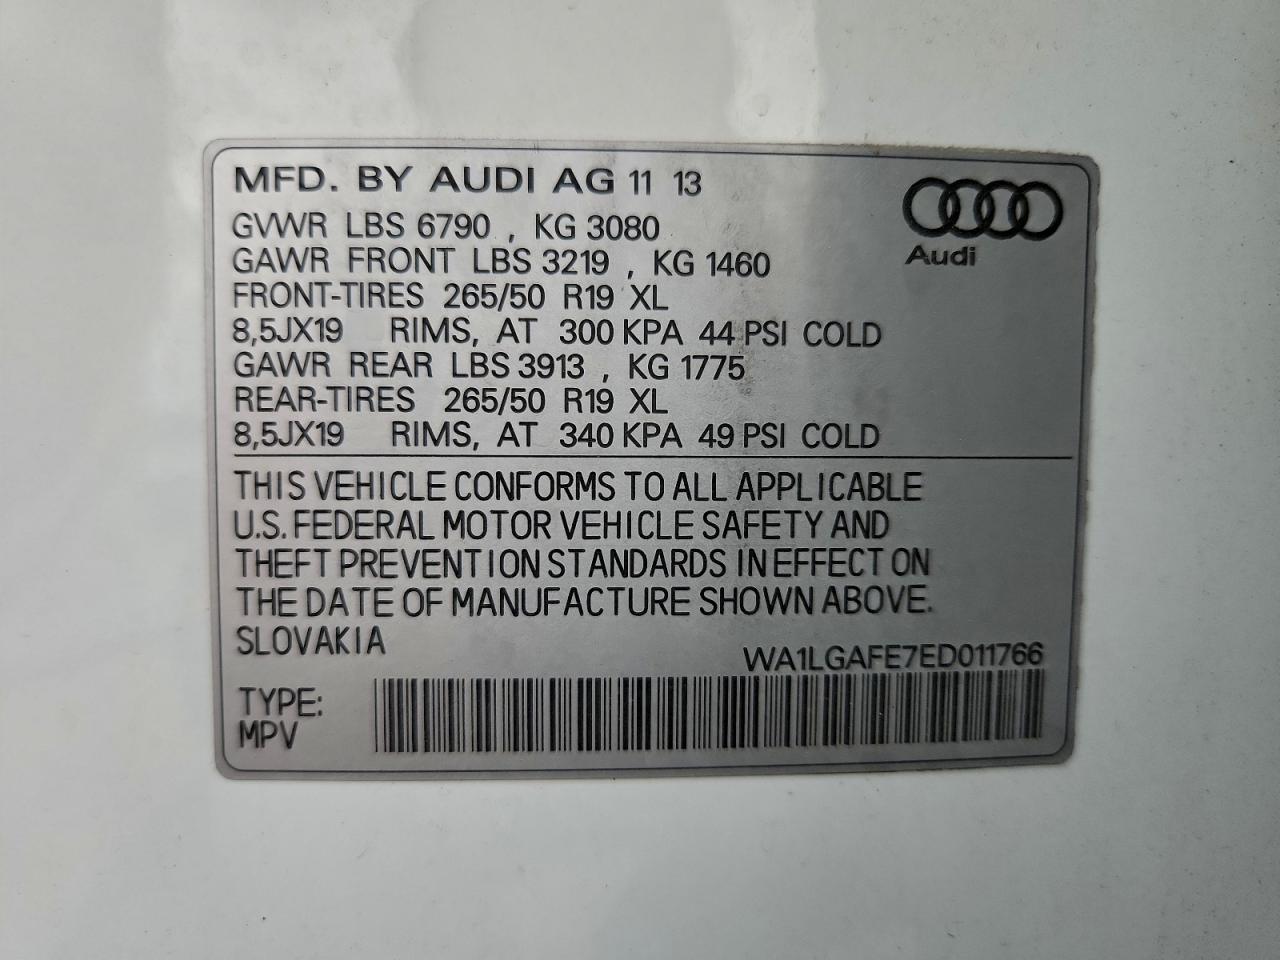 MFD. BY AUDI AG 11 13
GVWR LBS 6790 , KG 3080
GAWR FRONT LBS 3219 , KG 1460
FRONT-TIRES 265/50 R19 XL
8,5JX19 RIMS, AT 300 KPA 44 PSI COLD
GAWR REAR LBS 3913 , KG 1775
REAR-TIRES 265/50 R19 XL
8,5JX19 RIMS, AT 340 KPA 49 PSI COLD
Audi
THIS VEHICLE CONFORMS TO ALL APPLICABLE
U.S. FEDERAL MOTOR VEHICLE SAFETY AND
THEFT PREVENTION STANDARDS IN EFFECT ON
THE DATE OF MANUFACTURE SHOWN ABOVE.
SLOVAKIA
WA1LGAFE7ED011766
TYPE:
MPV